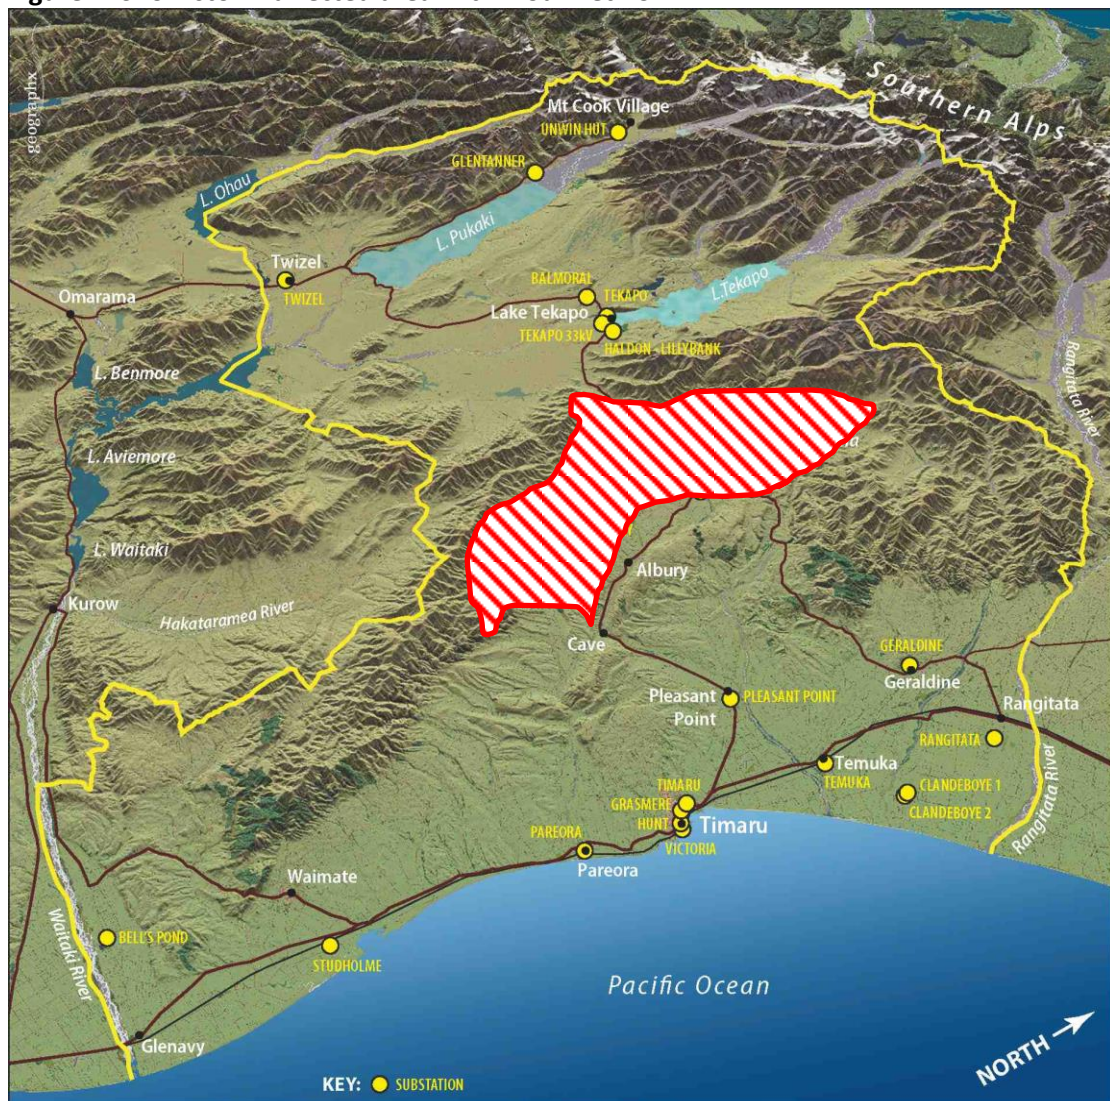 geographx
Southern Alps
Mt Cook Village
UNWIN HUT
GLENTANNER
L. Ohau
L. Pukaki
Twizel
TWIZEL
BALMORAL
TEKAPO
L.Tekapo
Lake Tekapo
TEKAPO 33kV
HALDON - LILLYBANK
Omarama
L. Benmore
Rangitata River
L. Aviemore
L. Waitaki
Albury
Kurow
Hakataramea River
Cave
GERALDINE
Geraldine
Pleasant
Point
PLEASANT POINT
Rangitata
RANGITATA
Temuka
TEMUKA
CLANDEBOYE 1
CLANDEBOYE 2
Rangitata River
TIMARU
GRASMERE
HUNT
Timaru
VICTORIA
PAREORA
Pareora
Waimate
Waitaki River
BELL'S POND
STUDHOLME
Pacific Ocean
Glenavy
NORTH
KEY: SUBSTATION